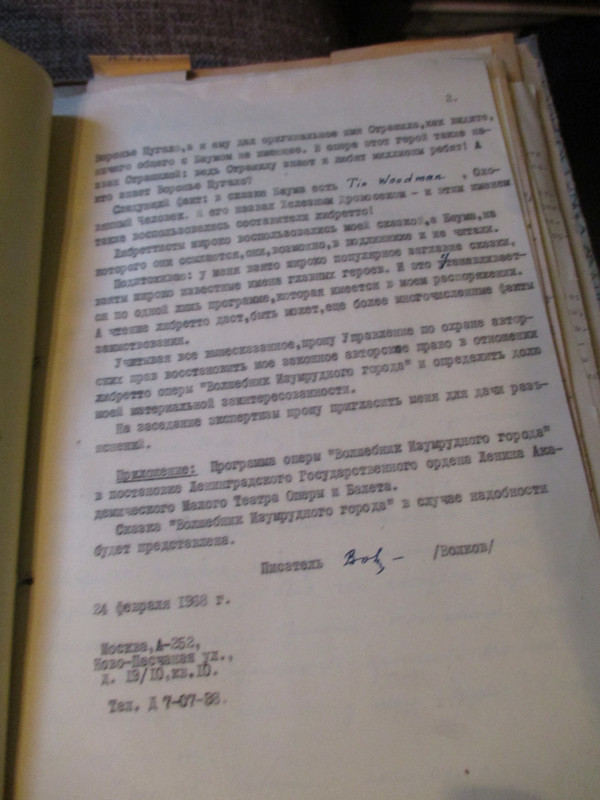 2.
Воронье Пугало,а я ему дал оригинальное имя Страшила,как видите,
ничего общего с Баумом не имеющее. В опере этот герой также на-
зван Страшилой: ведь Страшилу знают и любят миллионы ребят! А
кто знает Воронье Пугало?
Следующий факт: в сказке Баума есть Tin Woodman , Оло-
вянный Человек. Я его назвал Железным Дровосеком - и этим именем
также воспользовались составители либретто!
Либреттисты широко воспользовались моей сказкой,а Баума,на
которого они ссылаются,они,возможно,в подлиннике и не читали.
Подитоживаю: у меня взято широко популярное заглавие сказки,
взяты широко известные имена главных героев. И это устанавливает-
ся по одной лишь программе,которая имеется в моем распоряжении.
А чтение либретто даст,быть может,еще более многочисленные факты
заимствования.
Учитывая все вышесказанное,прошу Управление по охране автор-
ских прав восстановить мое законное авторское право в отношении
либретто оперы "Волшебник Изумрудного города" и определить долю
моей материальной заинтересованности.
На заседание экспертизы прошу пригласить меня для дачи разъ-
яснений.
Приложение: Программа оперы "Волшебник Изумрудного города"
в постановке Ленинградского Государственного ордена Ленина Ака-
демического Малого Театра Оперы и Балета.
Сказка "Волшебник Изумрудного города" в случае надобности
будет представлена.
Писатель /Волков/
24 февраля 1968 г.
Москва,А-252,
Ново-Песчаная ул.,
д. 19/10,кв.10.
Тел. Д 7-07-38.